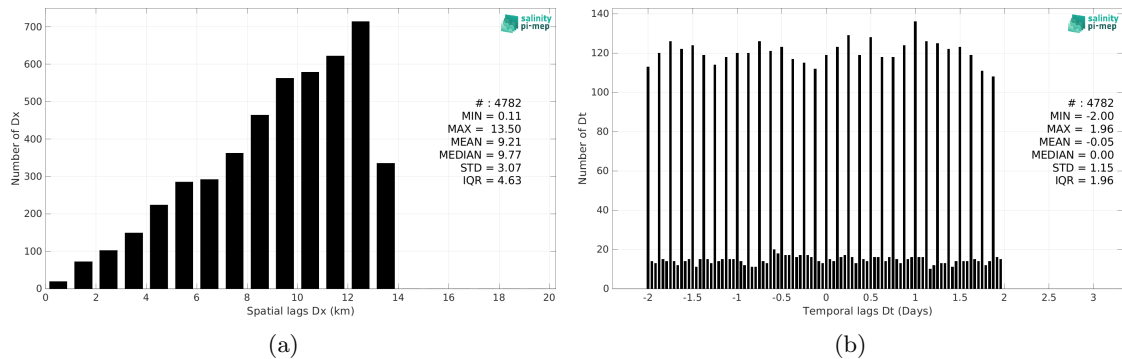 700
600
500
400
300
200
100
0
Number of Dx
0 2 4 6 8 10 12 14 16 18 20
Spatial lags Dx (km)
salinity
pi-mep
# : 4782
MIN = 0.11
MAX = 13.50
MEAN = 9.21
MEDIAN = 9.77
STD = 3.07
IQR = 4.63
(a)
140
120
100
80
60
40
20
0
Number of Dt
-2 -1.5 -1 -0.5 0 0.5 1 1.5 2 2.5 3
Temporal lags Dt (Days)
salinity
pi-mep
# : 4782
MIN = -2.00
MAX = 1.96
MEAN = -0.05
MEDIAN = 0.00
STD = 1.15
IQR = 1.96
(b)